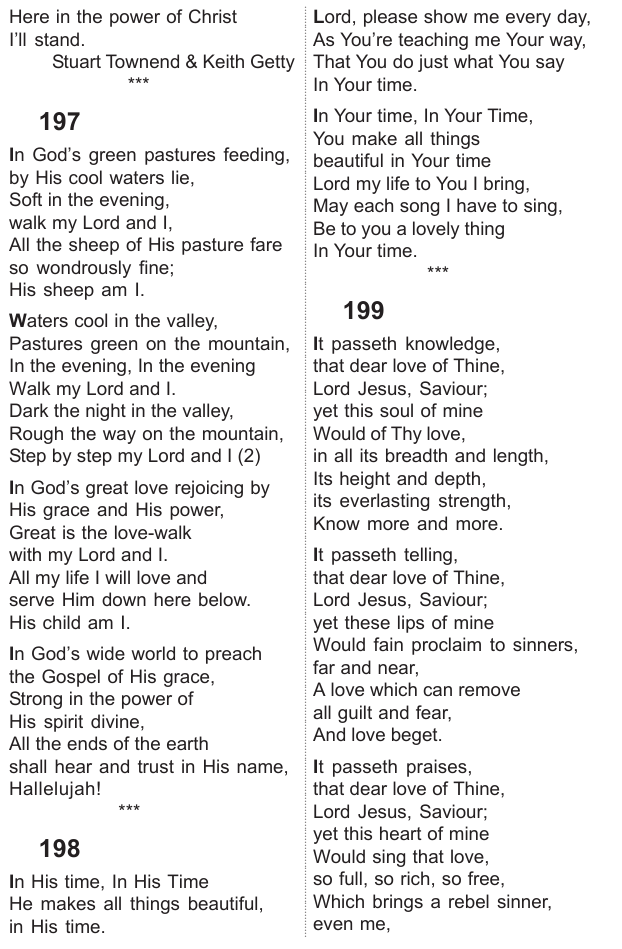 Here in the power of Christ
I'll stand.
Stuart Townend & Keith Getty
***
197
In God's green pastures feeding,
by His cool waters lie,
Soft in the evening,
walk my Lord and I,
All the sheep of His pasture fare
so wondrously fine;
His sheep am I.
Waters cool in the valley,
Pastures green on the mountain,
In the evening, In the evening
Walk my Lord and I.
Dark the night in the valley,
Rough the way on the mountain,
Step by step my Lord and I (2)
In God's great love rejoicing by
His grace and His power,
Great is the love-walk
with my Lord and I.
All my life I will love and
serve Him down here below.
His child am I.
In God's wide world to preach
the Gospel of His grace,
Strong in the power of
His spirit divine,
All the ends of the earth
shall hear and trust in His name,
Hallelujah!
***
198
In His time, In His Time
He makes all things beautiful,
in His time.
Lord, please show me every day,
As You're teaching me Your way,
That You do just what You say
In Your time.
In Your time, In Your Time,
You make all things
beautiful in Your time
Lord my life to You I bring,
May each song I have to sing,
Be to you a lovely thing
In Your time.
***
199
It passeth knowledge,
that dear love of Thine,
Lord Jesus, Saviour;
yet this soul of mine
Would of Thy love,
in all its breadth and length,
Its height and depth,
its everlasting strength,
Know more and more.
It passeth telling,
that dear love of Thine,
Lord Jesus, Saviour;
yet these lips of mine
Would fain proclaim to sinners,
far and near,
A love which can remove
all guilt and fear,
And love beget.
It passeth praises,
that dear love of Thine,
Lord Jesus, Saviour;
yet this heart of mine
Would sing that love,
so full, so rich, so free,
Which brings a rebel sinner,
even me,